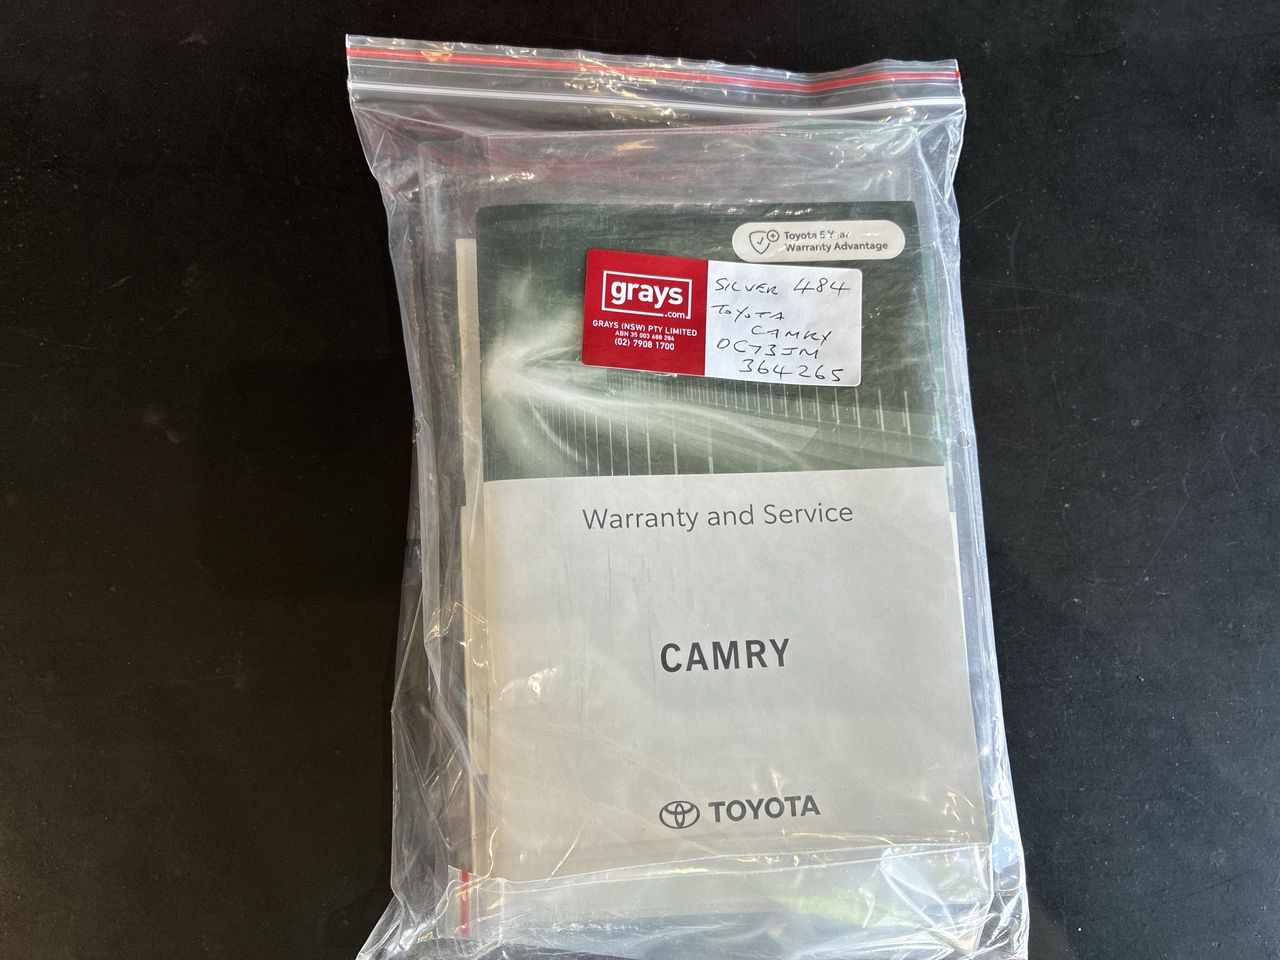 Toyota 5 Year
Warranty Advantage
grays
.com
GRAYS (NSW) PTY LIMITED
ABN 35 003 688 284
(02) 7908 1700
SILVER 484
TOYOTA
CAMRY
DC73JM
364265
Warranty and Service
CAMRY
TOYOTA